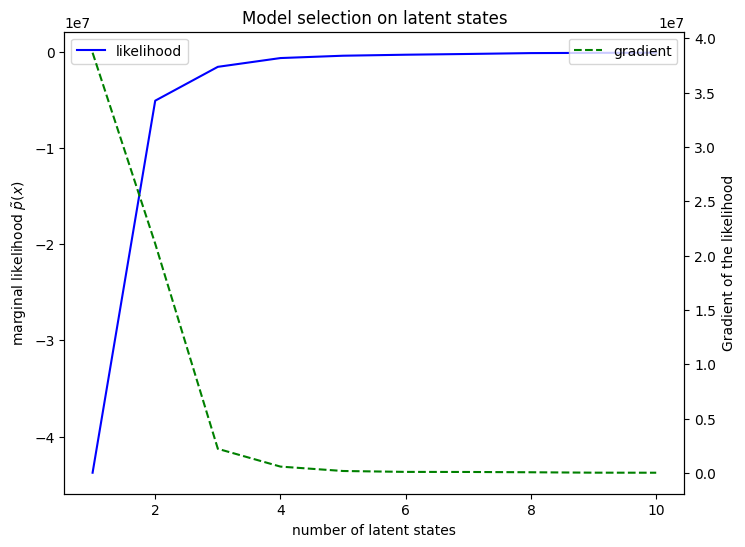 Model selection on latent states
1e7
1e7
likelihood
gradient
0
−1
−2
−3
−4
marginal likelihood p̃(x)
4.0
3.5
3.0
2.5
2.0
1.5
1.0
0.5
0.0
Gradient of the likelihood
2
4
6
8
10
number of latent states